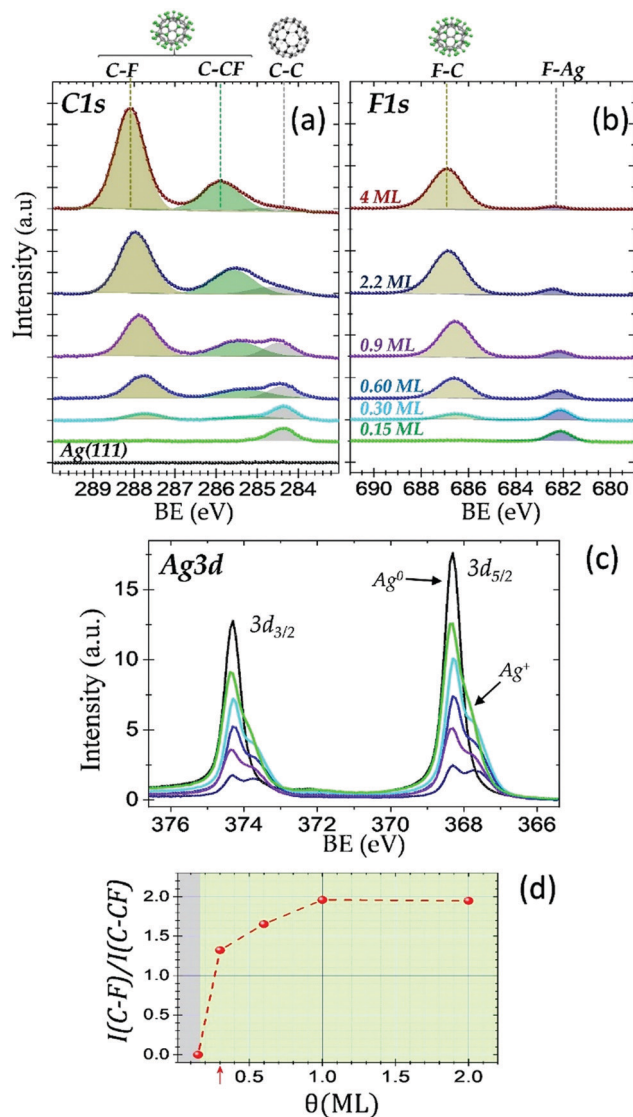 C-F C-CF C-C
F-C F-Ag
C1s (a)
F1s (b)
4 ML
2.2 ML
0.9 ML
0.60 ML
0.30 ML
0.15 ML
Ag(111)
Intensity (a.u)
289 288 287 286 285 284
BE (eV)
690 688 686 684 682 680
BE (eV)
Ag3d (c)
3d3/2
Ag0
3d5/2
Ag+
15
10
5
0
Intensity (a.u.)
376 374 372 370 368 366
BE (eV)
(d)
2.0
1.5
1.0
0.5
0.0
I(C-F)/I(C-CF)
0.5 1.0 1.5 2.0
θ(ML)